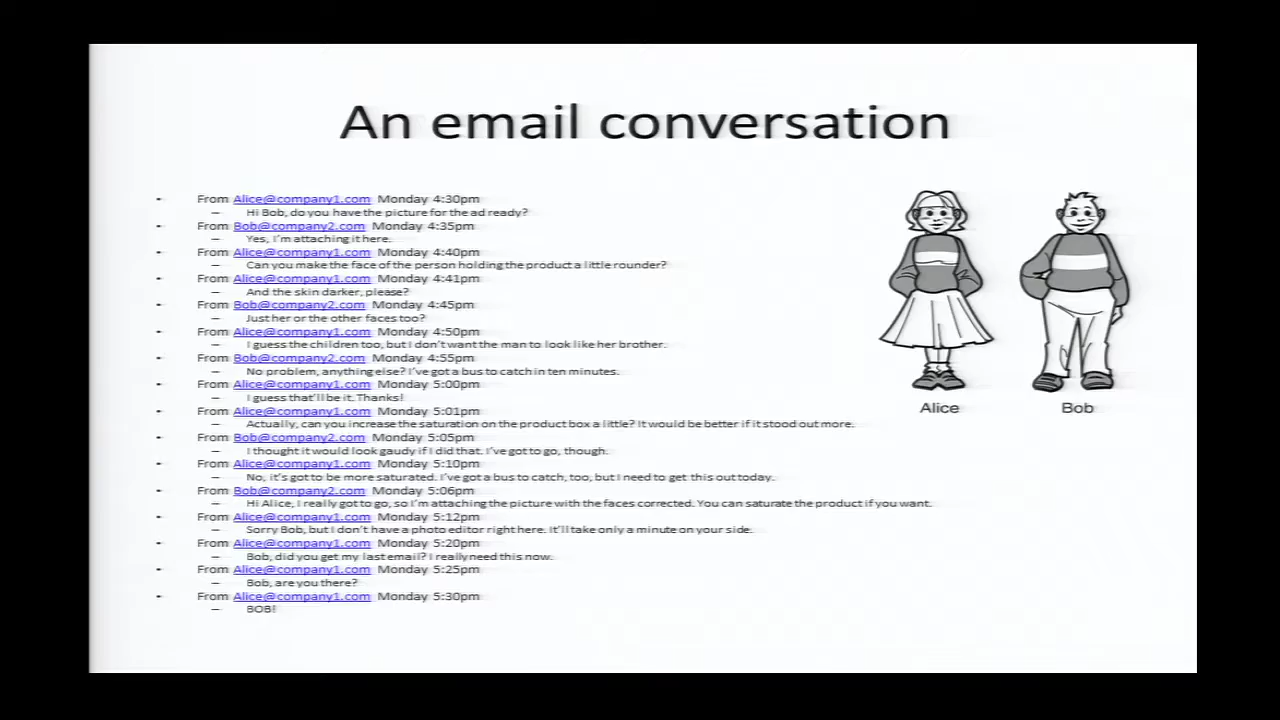 An email conversation
• From Alice@company1.com Monday 4:30pm
– Hi Bob, do you have the picture for the ad ready?
• From Bob@company2.com Monday 4:35pm
– Yes, I'm attaching it here.
• From Alice@company1.com Monday 4:40pm
– Can you make the face of the person holding the product a little rounder?
• From Alice@company1.com Monday 4:41pm
– And the skin darker, please?
• From Bob@company2.com Monday 4:45pm
– Just her or the other faces too?
• From Alice@company1.com Monday 4:50pm
– I guess the children too, but I don't want the man to look like her brother.
• From Bob@company2.com Monday 4:55pm
– No problem, anything else? I've got a bus to catch in ten minutes.
• From Alice@company1.com Monday 5:00pm
– I guess that'll be it. Thanks!
• From Alice@company1.com Monday 5:01pm
– Actually, can you increase the saturation on the product box a little? It would be better if it stood out more.
• From Bob@company2.com Monday 5:05pm
– I thought it would look gaudy if I did that. I've got to go, though.
• From Alice@company1.com Monday 5:10pm
– No, it's got to be more saturated. I've got a bus to catch, too, but I need to get this out today.
• From Bob@company2.com Monday 5:06pm
– Hi Alice, I really got to go, so I'm attaching the picture with the faces corrected. You can saturate the product if you want.
• From Alice@company1.com Monday 5:12pm
– Sorry Bob, but I don't have a photo editor right here. It'll take only a minute on your side.
• From Alice@company1.com Monday 5:20pm
– Bob, did you get my last email? I really need this now.
• From Alice@company1.com Monday 5:25pm
– Bob, are you there?
• From Alice@company1.com Monday 5:30pm
– BOB!
Alice
Bob